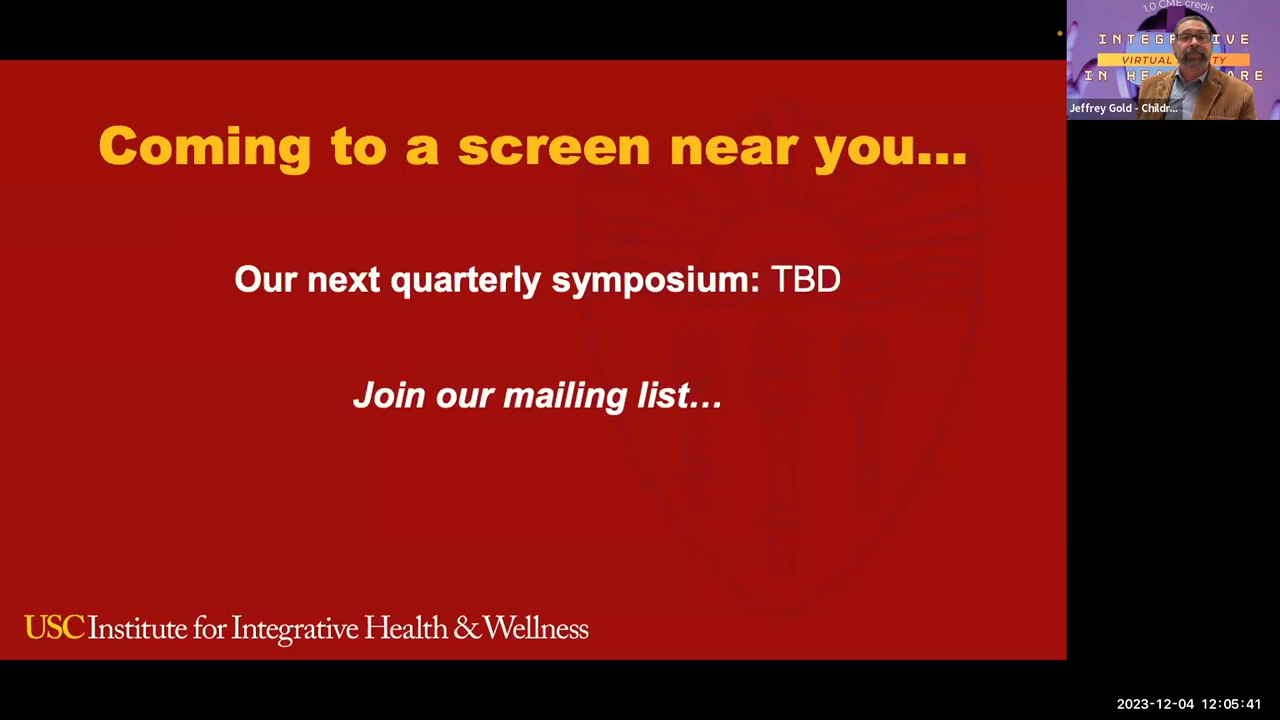 Coming to a screen near you...
Our next quarterly symposium: TBD
Join our mailing list...
USC Institute for Integrative Health & Wellness
1.0 CME credit
VIRTUAL
Jeffrey Gold - Childr...
2023-12-04 12:05:41